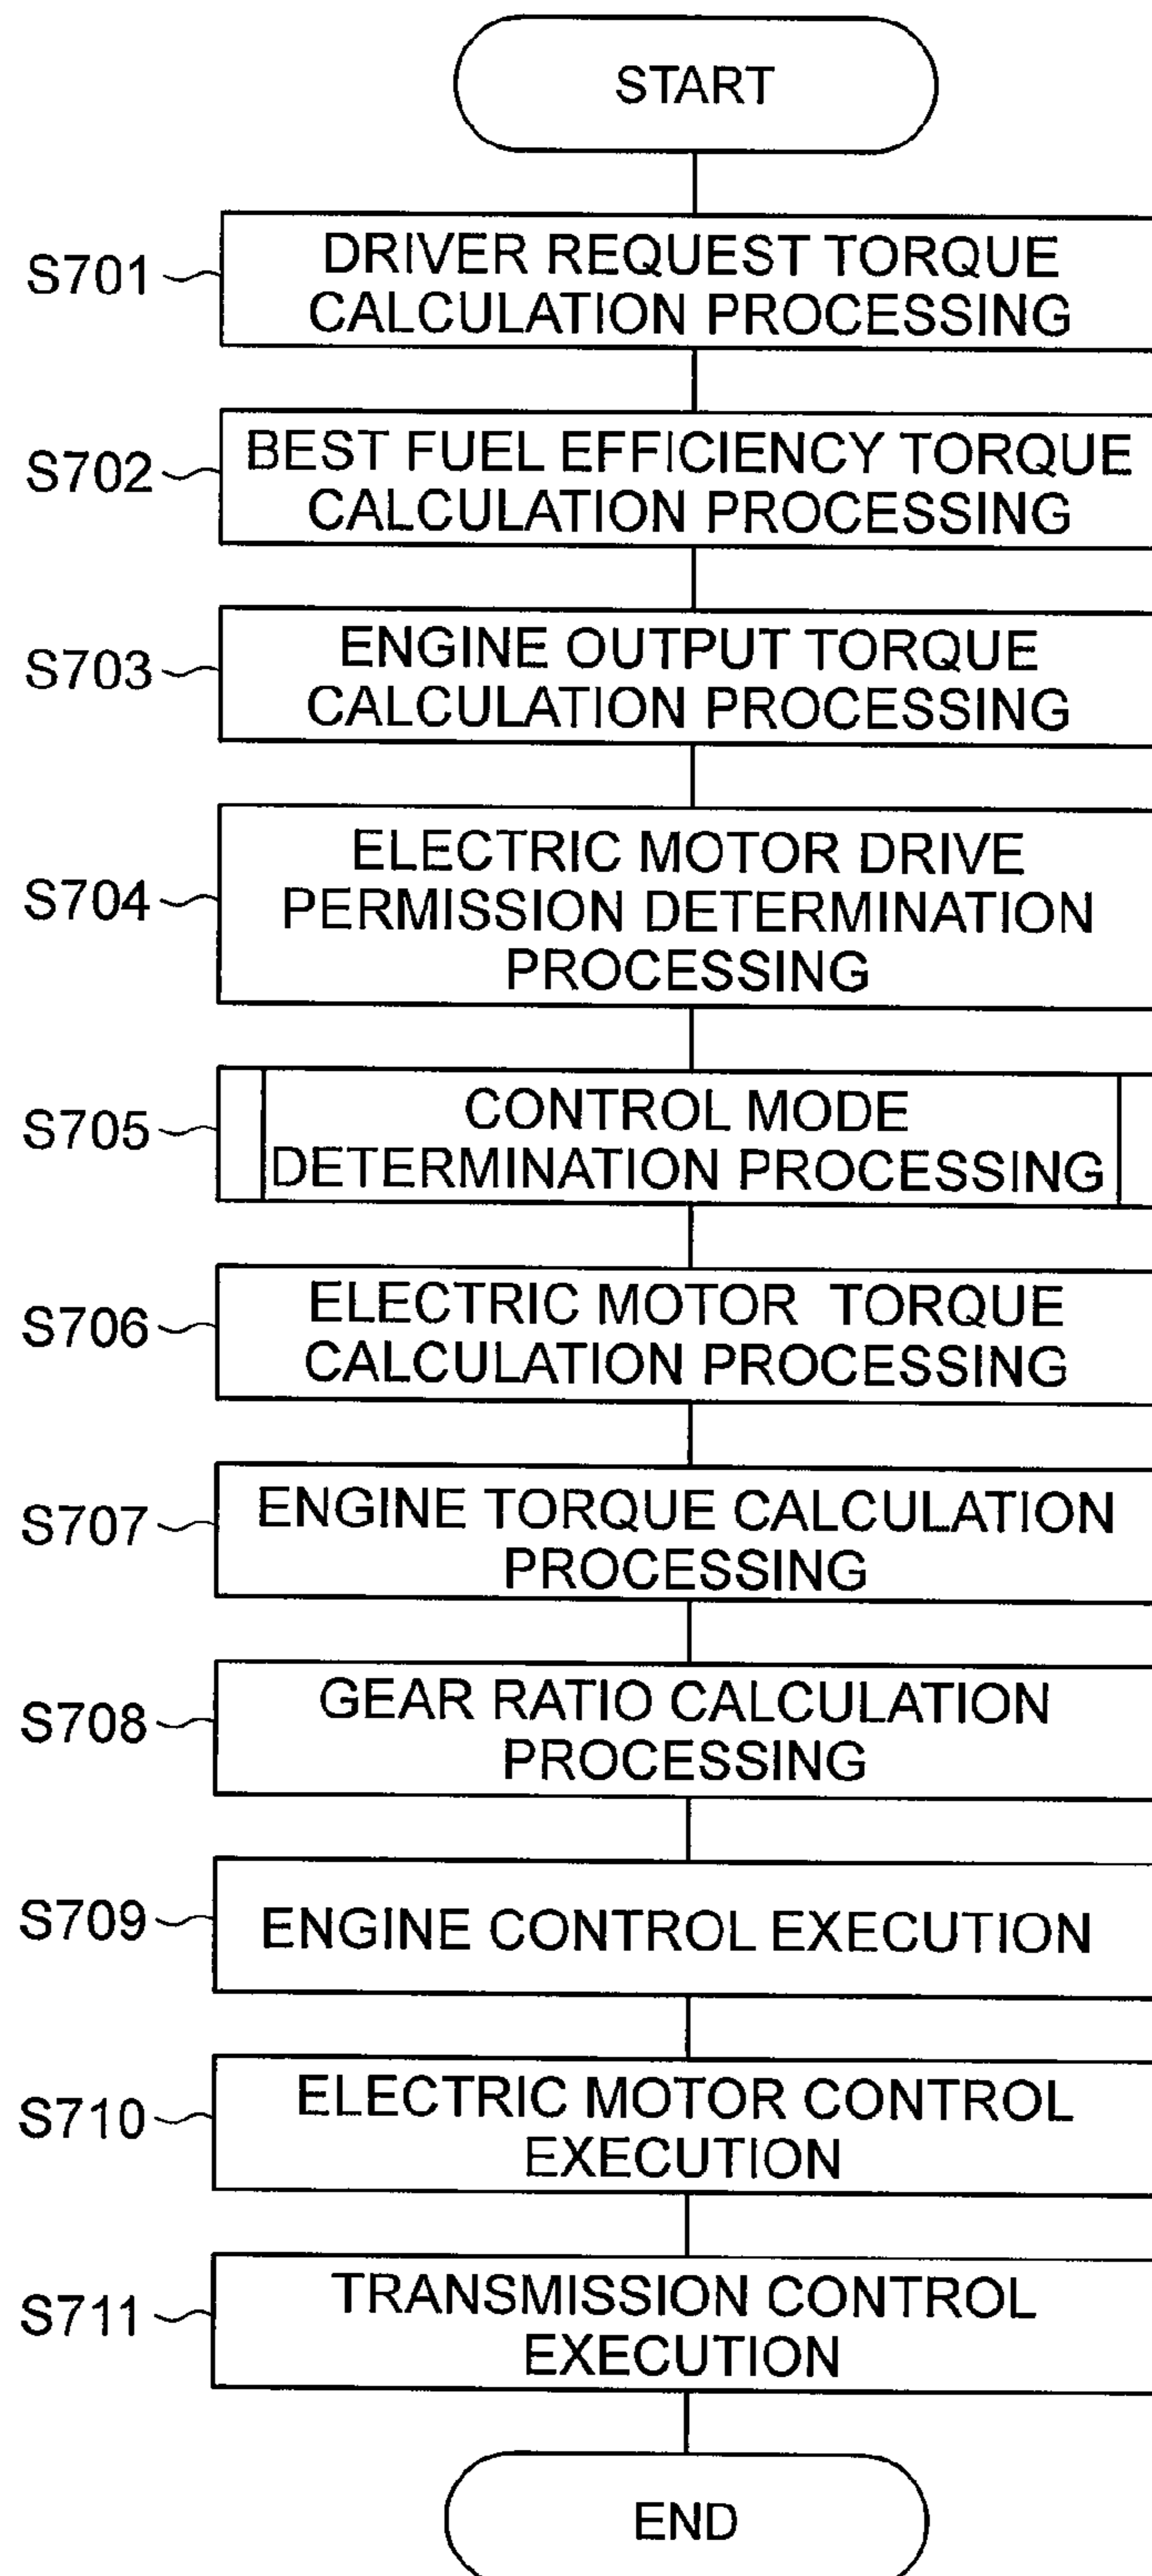 START
S701
DRIVER REQUEST TORQUE
CALCULATION PROCESSING
S702
BEST FUEL EFFICIENCY TORQUE
CALCULATION PROCESSING
S703
ENGINE OUTPUT TORQUE
CALCULATION PROCESSING
S704
ELECTRIC MOTOR DRIVE
PERMISSION DETERMINATION
PROCESSING
S705
CONTROL MODE
DETERMINATION PROCESSING
S706
ELECTRIC MOTOR TORQUE
CALCULATION PROCESSING
S707
ENGINE TORQUE CALCULATION
PROCESSING
S708
GEAR RATIO CALCULATION
PROCESSING
S709
ENGINE CONTROL EXECUTION
S710
ELECTRIC MOTOR CONTROL
EXECUTION
S711
TRANSMISSION CONTROL
EXECUTION
END